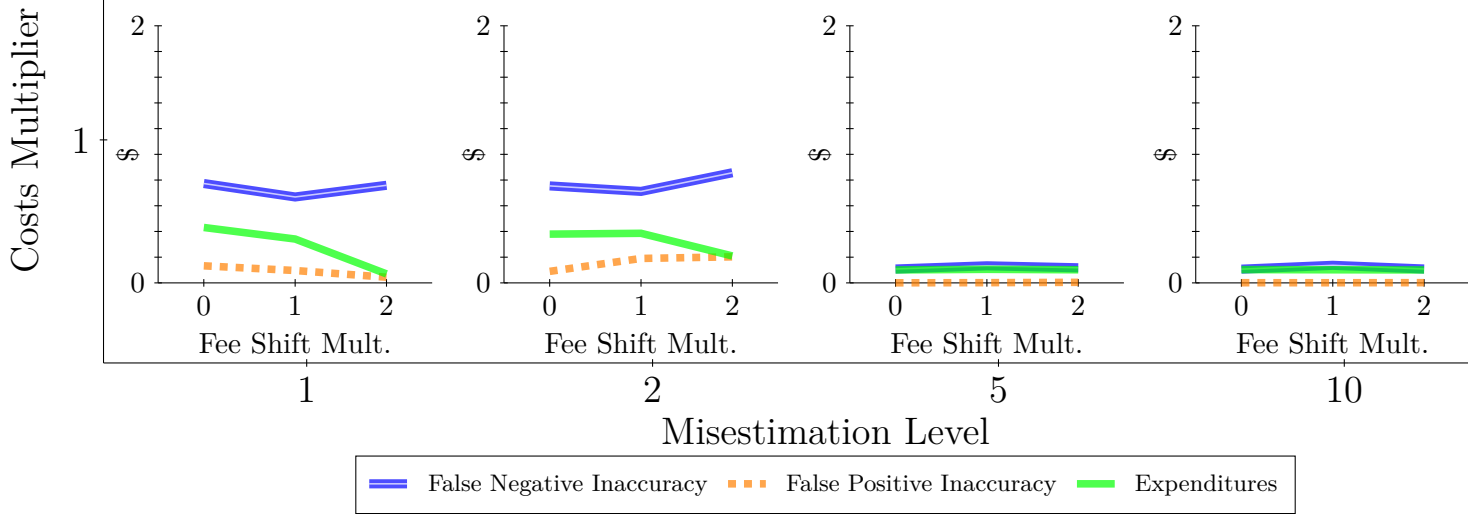 Costs Multiplier
1
2
$
0
0 1 2
Fee Shift Mult.
2
$
0
0 1 2
Fee Shift Mult.
2
$
0
0 1 2
Fee Shift Mult.
2
$
0
0 1 2
Fee Shift Mult.
1 2 5 10
Misestimation Level
False Negative Inaccuracy False Positive Inaccuracy Expenditures